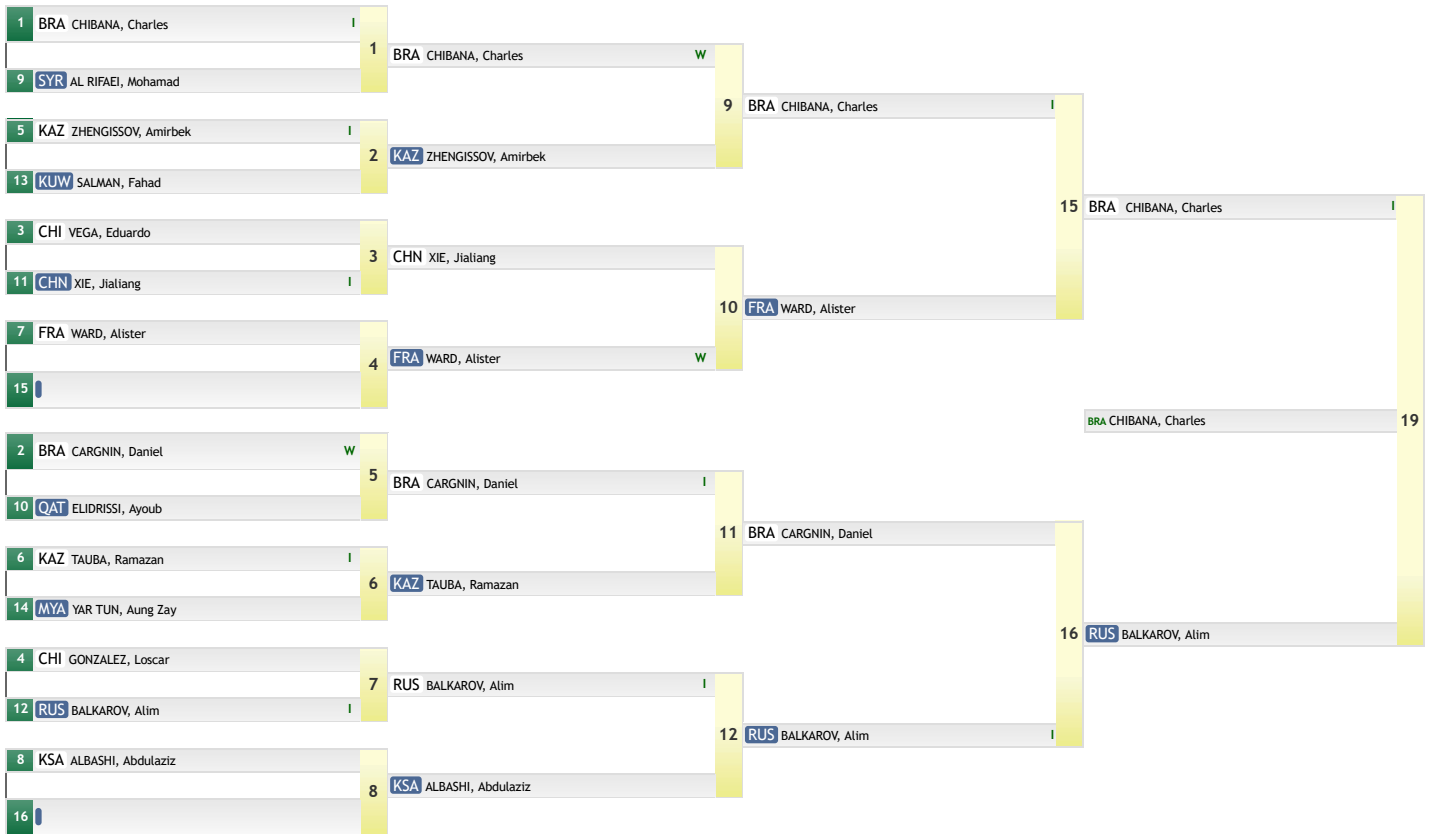 1 BRA CHIBANA, Charles I
1
9 SYR AL RIFAEI, Mohamad
5 KAZ ZHENGISSOV, Amirbek I
2
13 KUW SALMAN, Fahad
3 CHI VEGA, Eduardo
3
11 CHN XIE, Jialiang I
7 FRA WARD, Alister
4
15
2 BRA CARGNIN, Daniel W
5
10 QAT ELIDRISSI, Ayoub
6 KAZ TAUBA, Ramazan I
6
14 MYA YAR TUN, Aung Zay
4 CHI GONZALEZ, Loscar
7
12 RUS BALKAROV, Alim I
8 KSA ALBASHI, Abdulaziz
8
16
BRA CHIBANA, Charles W
9
KAZ ZHENGISSOV, Amirbek
CHN XIE, Jialiang
10
FRA WARD, Alister W
BRA CARGNIN, Daniel I
11
KAZ TAUBA, Ramazan
RUS BALKAROV, Alim I
12
KSA ALBASHI, Abdulaziz
BRA CHIBANA, Charles I
15
FRA WARD, Alister
BRA CARGNIN, Daniel
16
RUS BALKAROV, Alim I
BRA CHIBANA, Charles I
BRA CHIBANA, Charles
19
RUS BALKAROV, Alim